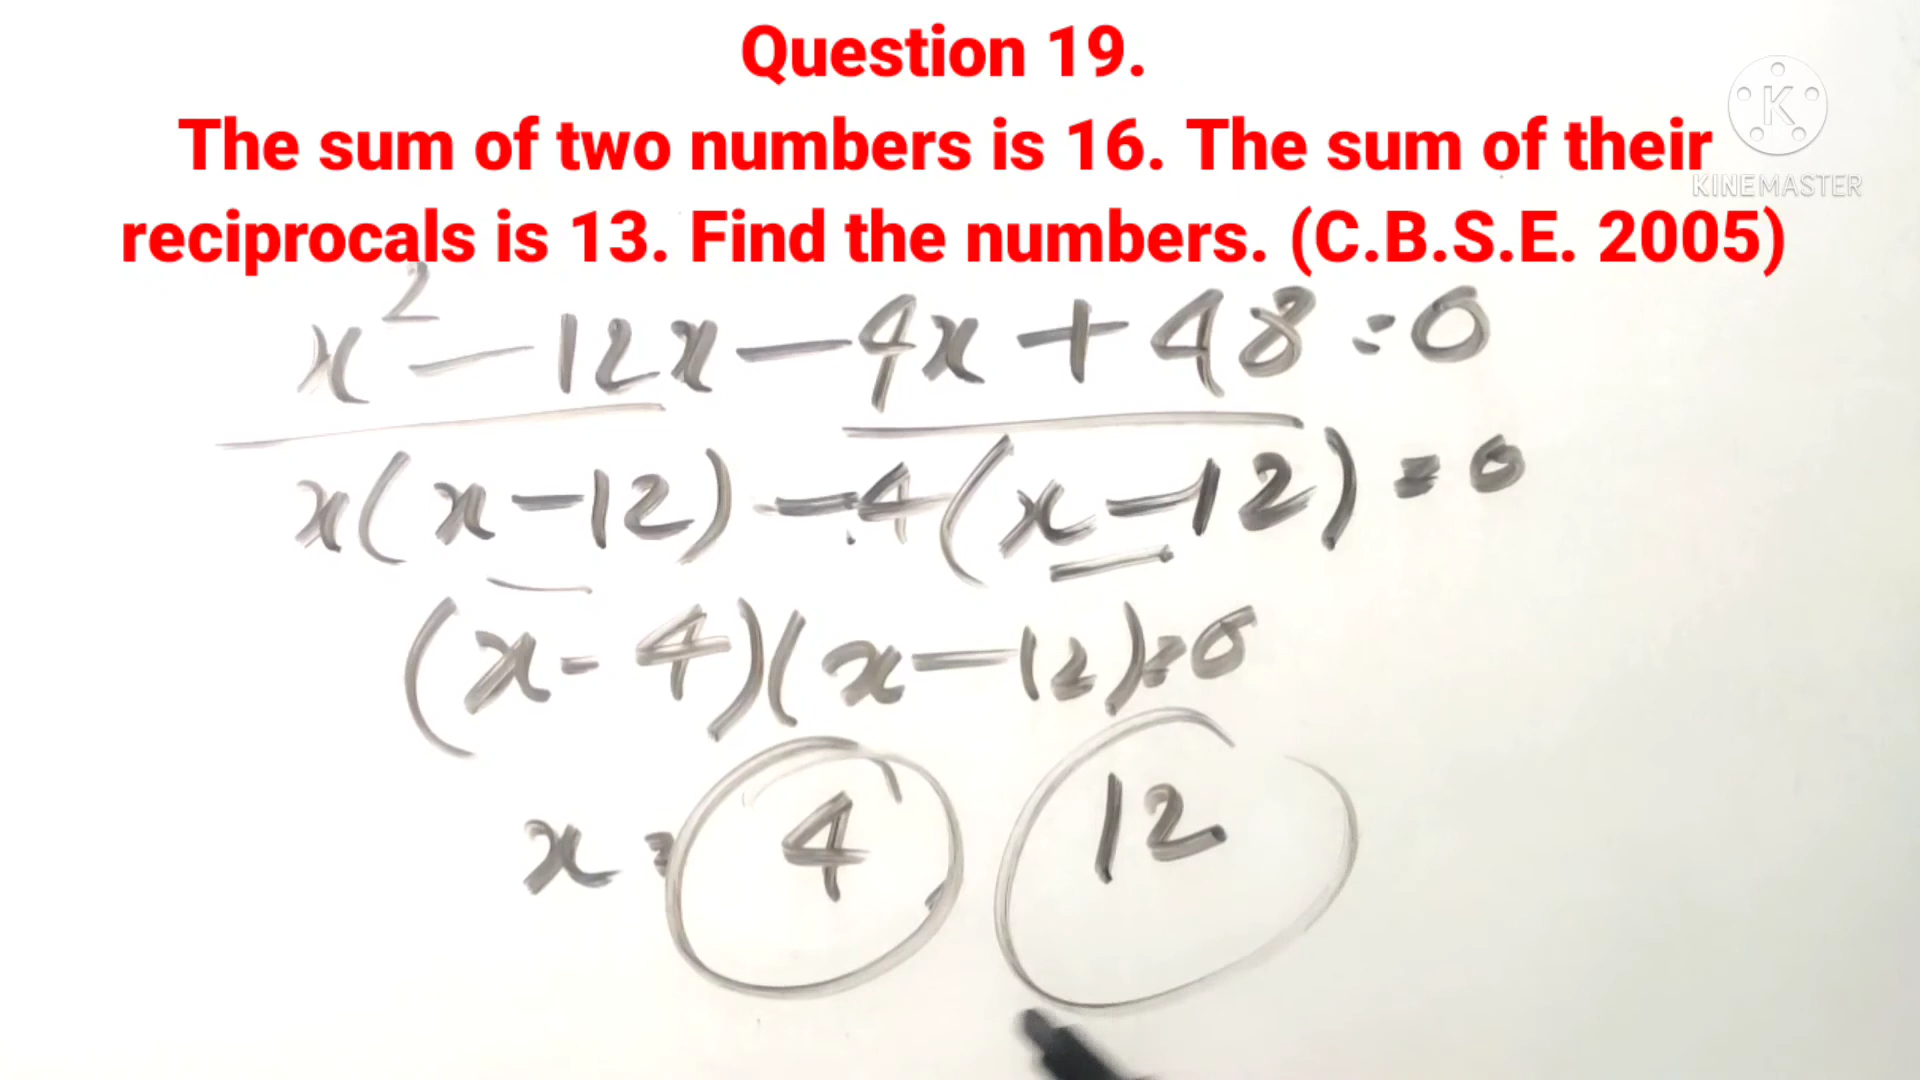 Question 19.
The sum of two numbers is 16. The sum of their
reciprocals is 13. Find the numbers. (C.B.S.E. 2005)
KINEMASTER
x² - 12x - 4x + 48 = 0
x(x-12) - 4(x-12) = 0
(x-4)(x-12)=0
x = 4 12